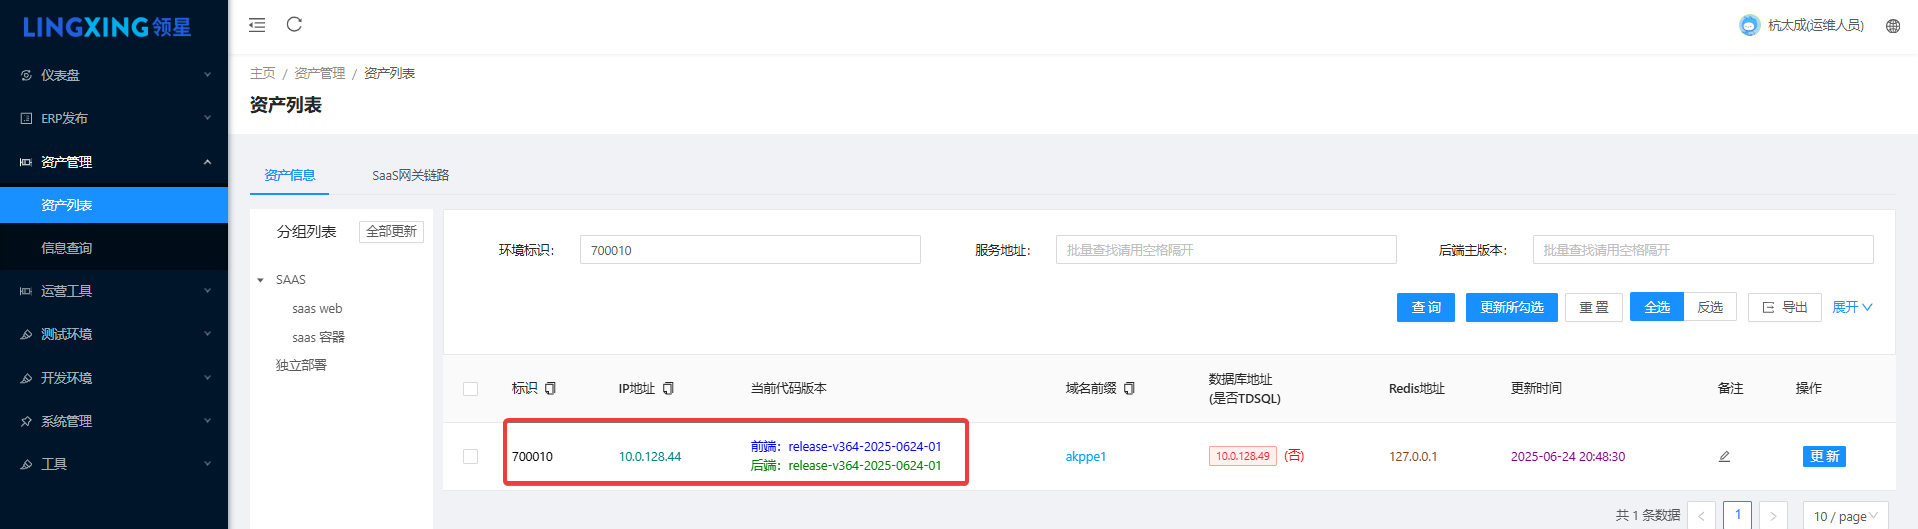 LINGXING领星
杭太成(运维人员)
仪表盘
ERP发布
资产管理
资产列表
信息查询
运营工具
测试环境
开发环境
系统管理
工具
主页 / 资产管理 / 资产列表
资产列表
资产信息 SaaS网关链路
分组列表 全部更新
SAAS
saas web
saas 容器
独立部署
环境标识： 700010 服务地址： 批量查找请用空格隔开 后端主版本： 批量查找请用空格隔开
查 询 更新所勾选 重 置 全选 反选 导出 展开
标识 IP地址 当前代码版本 域名前缀 数据库地址 Redis地址 更新时间 备注 操作
(是否TDSQL)
700010 10.0.128.44 前端：release-v364-2025-0624-01 akppe1 10.0.128.49 (否) 127.0.0.1 2025-06-24 20:48:30 更 新
后端：release-v364-2025-0624-01
共 1 条数据 < 1 > 10 / page